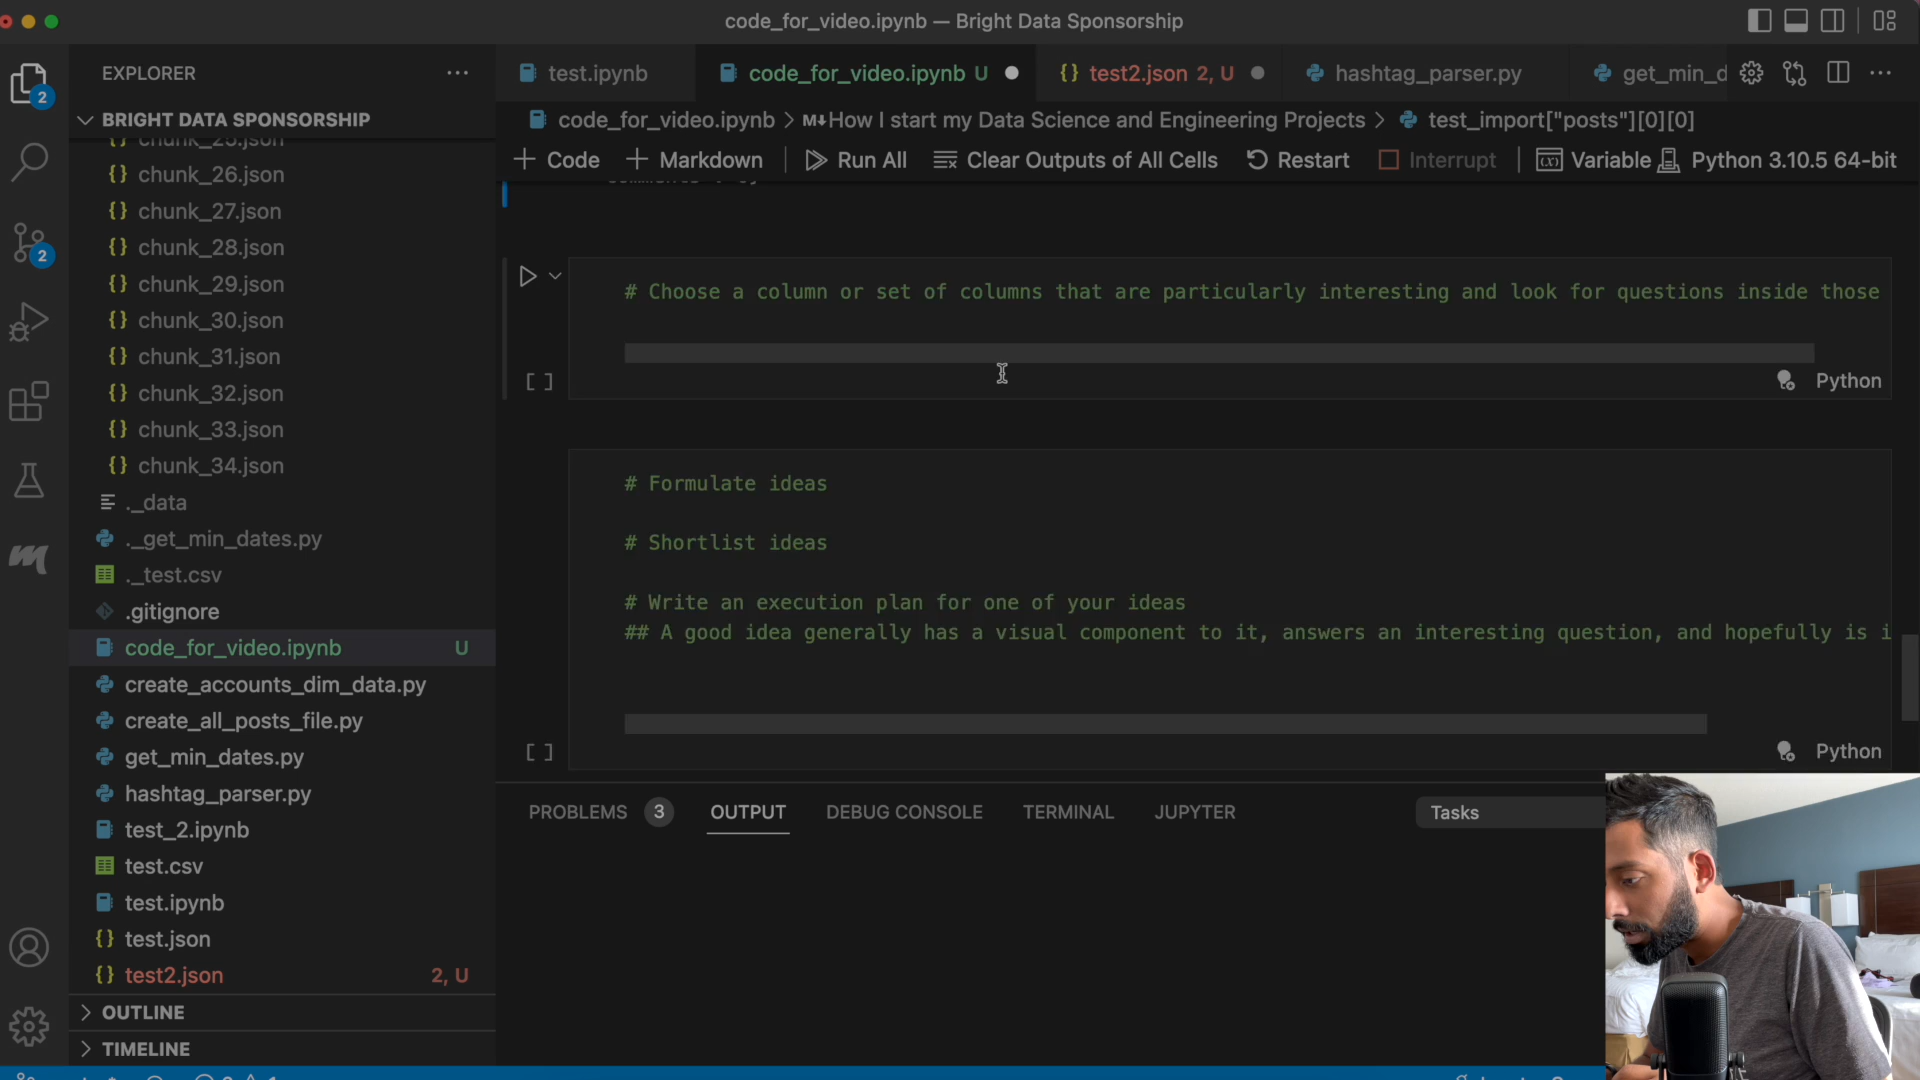 code_for_video.ipynb — Bright Data Sponsorship
EXPLORER
BRIGHT DATA SPONSORSHIP
chunk_25.json
chunk_26.json
chunk_27.json
chunk_28.json
chunk_29.json
chunk_30.json
chunk_31.json
chunk_32.json
chunk_33.json
chunk_34.json
._data
._get_min_dates.py
._test.csv
.gitignore
code_for_video.ipynb U
create_accounts_dim_data.py
create_all_posts_file.py
get_min_dates.py
hashtag_parser.py
test_2.ipynb
test.csv
test.ipynb
test.json
test2.json 2, U
OUTLINE
TIMELINE
2
2
test.ipynb code_for_video.ipynb U test2.json 2, U hashtag_parser.py get_min_d
code_for_video.ipynb > M↓How I start my Data Science and Engineering Projects > test_import["posts"][0][0]
+ Code + Markdown Run All Clear Outputs of All Cells Restart Interrupt Variable Python 3.10.5 64-bit
# Choose a column or set of columns that are particularly interesting and look for questions inside those
[ ] Python
# Formulate ideas
# Shortlist ideas
# Write an execution plan for one of your ideas
## A good idea generally has a visual component to it, answers an interesting question, and hopefully is i
[ ] Python
PROBLEMS 3 OUTPUT DEBUG CONSOLE TERMINAL JUPYTER Tasks